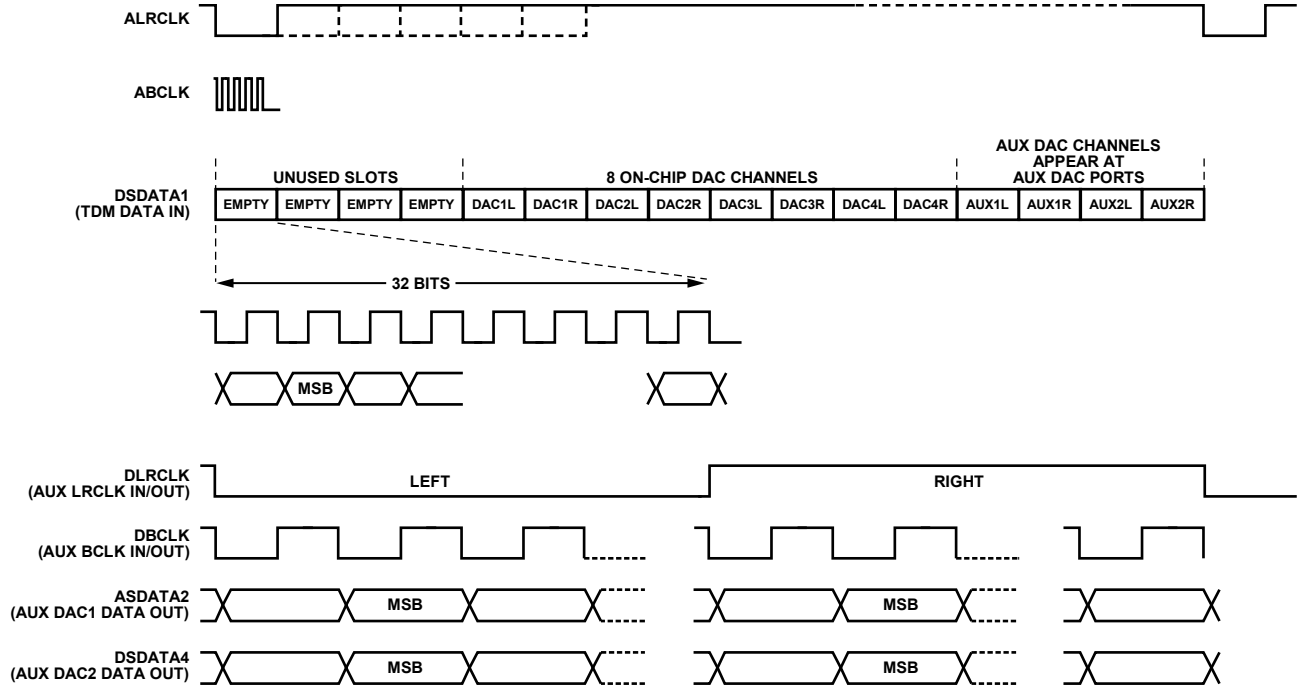 ALRCLK
ABCLK
AUX DAC CHANNELS
APPEAR AT
AUX DAC PORTS
UNUSED SLOTS
8 ON-CHIP DAC CHANNELS
DSDATA1
(TDM DATA IN)
EMPTY EMPTY EMPTY EMPTY DAC1L DAC1R DAC2L DAC2R DAC3L DAC3R DAC4L DAC4R AUX1L AUX1R AUX2L AUX2R
32 BITS
MSB
DLRCLK
(AUX LRCLK IN/OUT)
LEFT
RIGHT
DBCLK
(AUX BCLK IN/OUT)
ASDATA2
(AUX DAC1 DATA OUT)
MSB
MSB
DSDATA4
(AUX DAC2 DATA OUT)
MSB
MSB